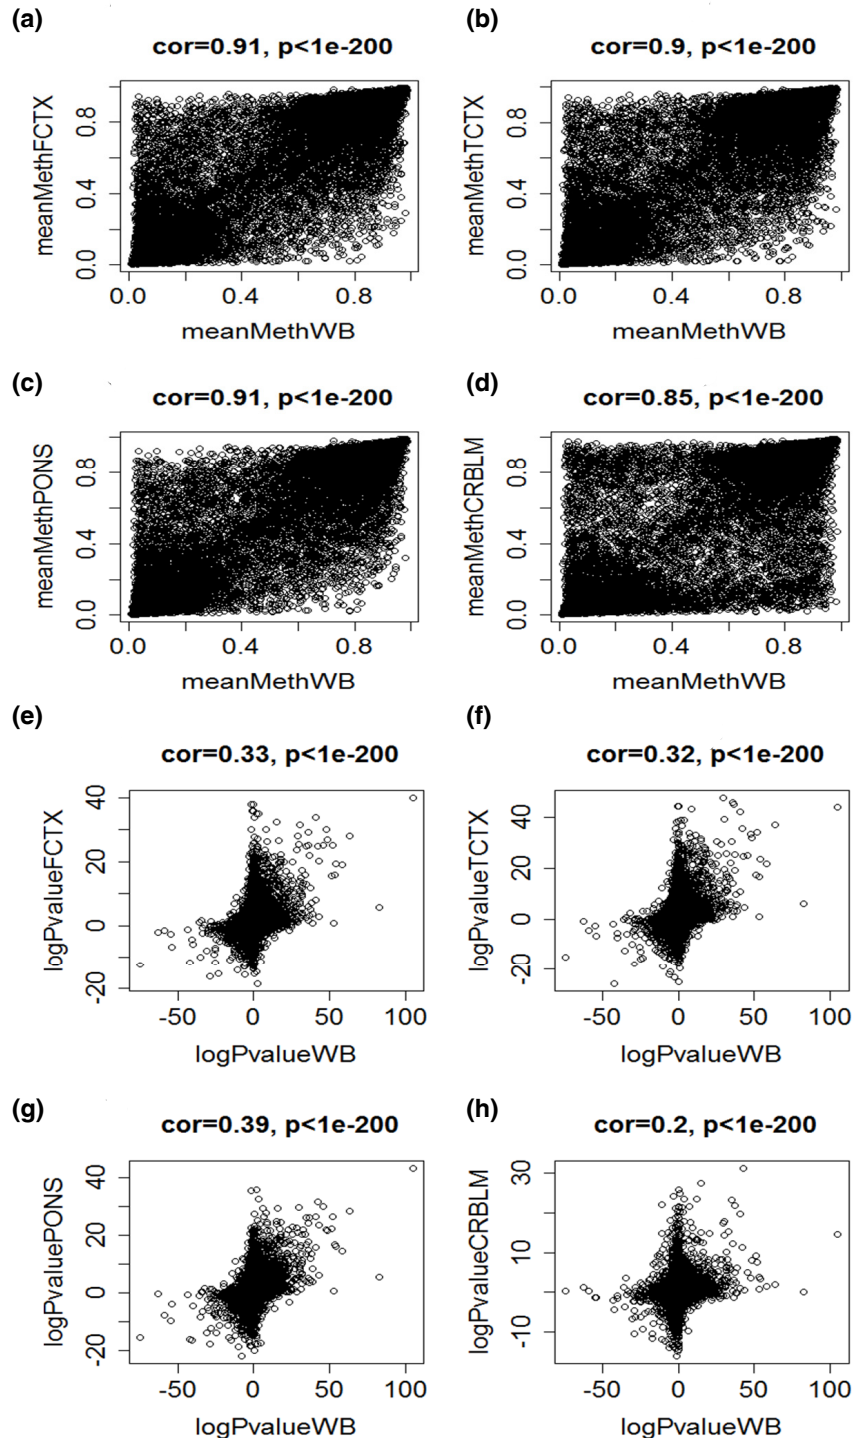 (a)
cor=0.91, p<1e-200
meanMethFCTX
0.0 0.4 0.8
0.0 0.4 0.8
meanMethWB
(b)
cor=0.9, p<1e-200
meanMethTCTX
0.0 0.4 0.8
0.0 0.4 0.8
meanMethWB
(c)
cor=0.91, p<1e-200
meanMethPONS
0.0 0.4 0.8
0.0 0.4 0.8
meanMethWB
(d)
cor=0.85, p<1e-200
meanMethCRBLM
0.0 0.4 0.8
0.0 0.4 0.8
meanMethWB
(e)
cor=0.33, p<1e-200
logPvalueFCTX
-20 0 20 40
-50 0 50 100
logPvalueWB
(f)
cor=0.32, p<1e-200
logPvalueTCTX
-20 0 20 40
-50 0 50 100
logPvalueWB
(g)
cor=0.39, p<1e-200
logPvaluePONS
-20 0 20 40
-50 0 50 100
logPvalueWB
(h)
cor=0.2, p<1e-200
logPvalueCRBLM
-10 10 30
-50 0 50 100
logPvalueWB